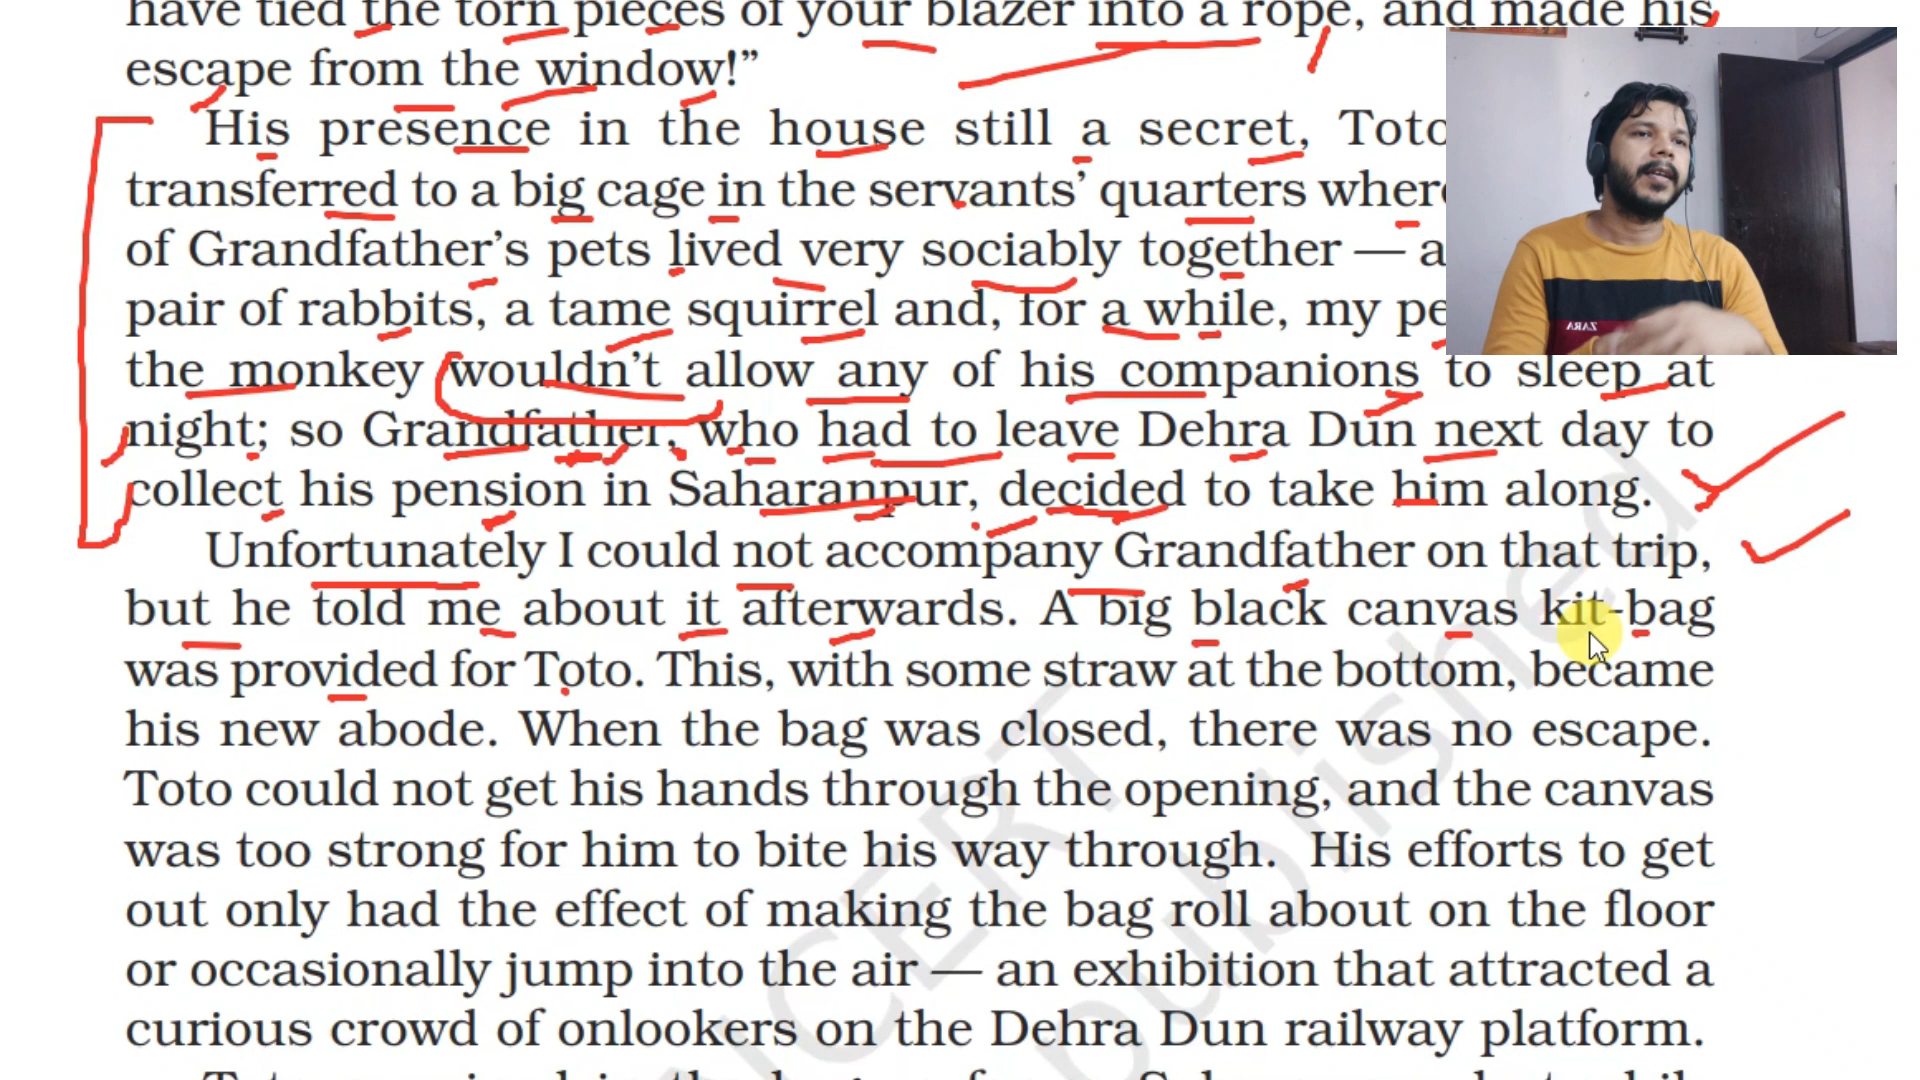 have tied the torn pieces of your blazer into a rope, and made his
escape from the window!”
His presence in the house still a secret, Toto
transferred to a big cage in the servants’ quarters where
of Grandfather’s pets lived very sociably together — a
pair of rabbits, a tame squirrel and, for a while, my
the monkey wouldn’t allow any of his companions to sleep at
night; so Grandfather, who had to leave Dehra Dun next day to
collect his pension in Saharanpur, decided to take him along.
Unfortunately I could not accompany Grandfather on that trip,
but he told me about it afterwards. A big black canvas kit-bag
was provided for Toto. This, with some straw at the bottom, became
his new abode. When the bag was closed, there was no escape.
Toto could not get his hands through the opening, and the canvas
was too strong for him to bite his way through. His efforts to get
out only had the effect of making the bag roll about on the floor
or occasionally jump into the air — an exhibition that attracted a
curious crowd of onlookers on the Dehra Dun railway platform.